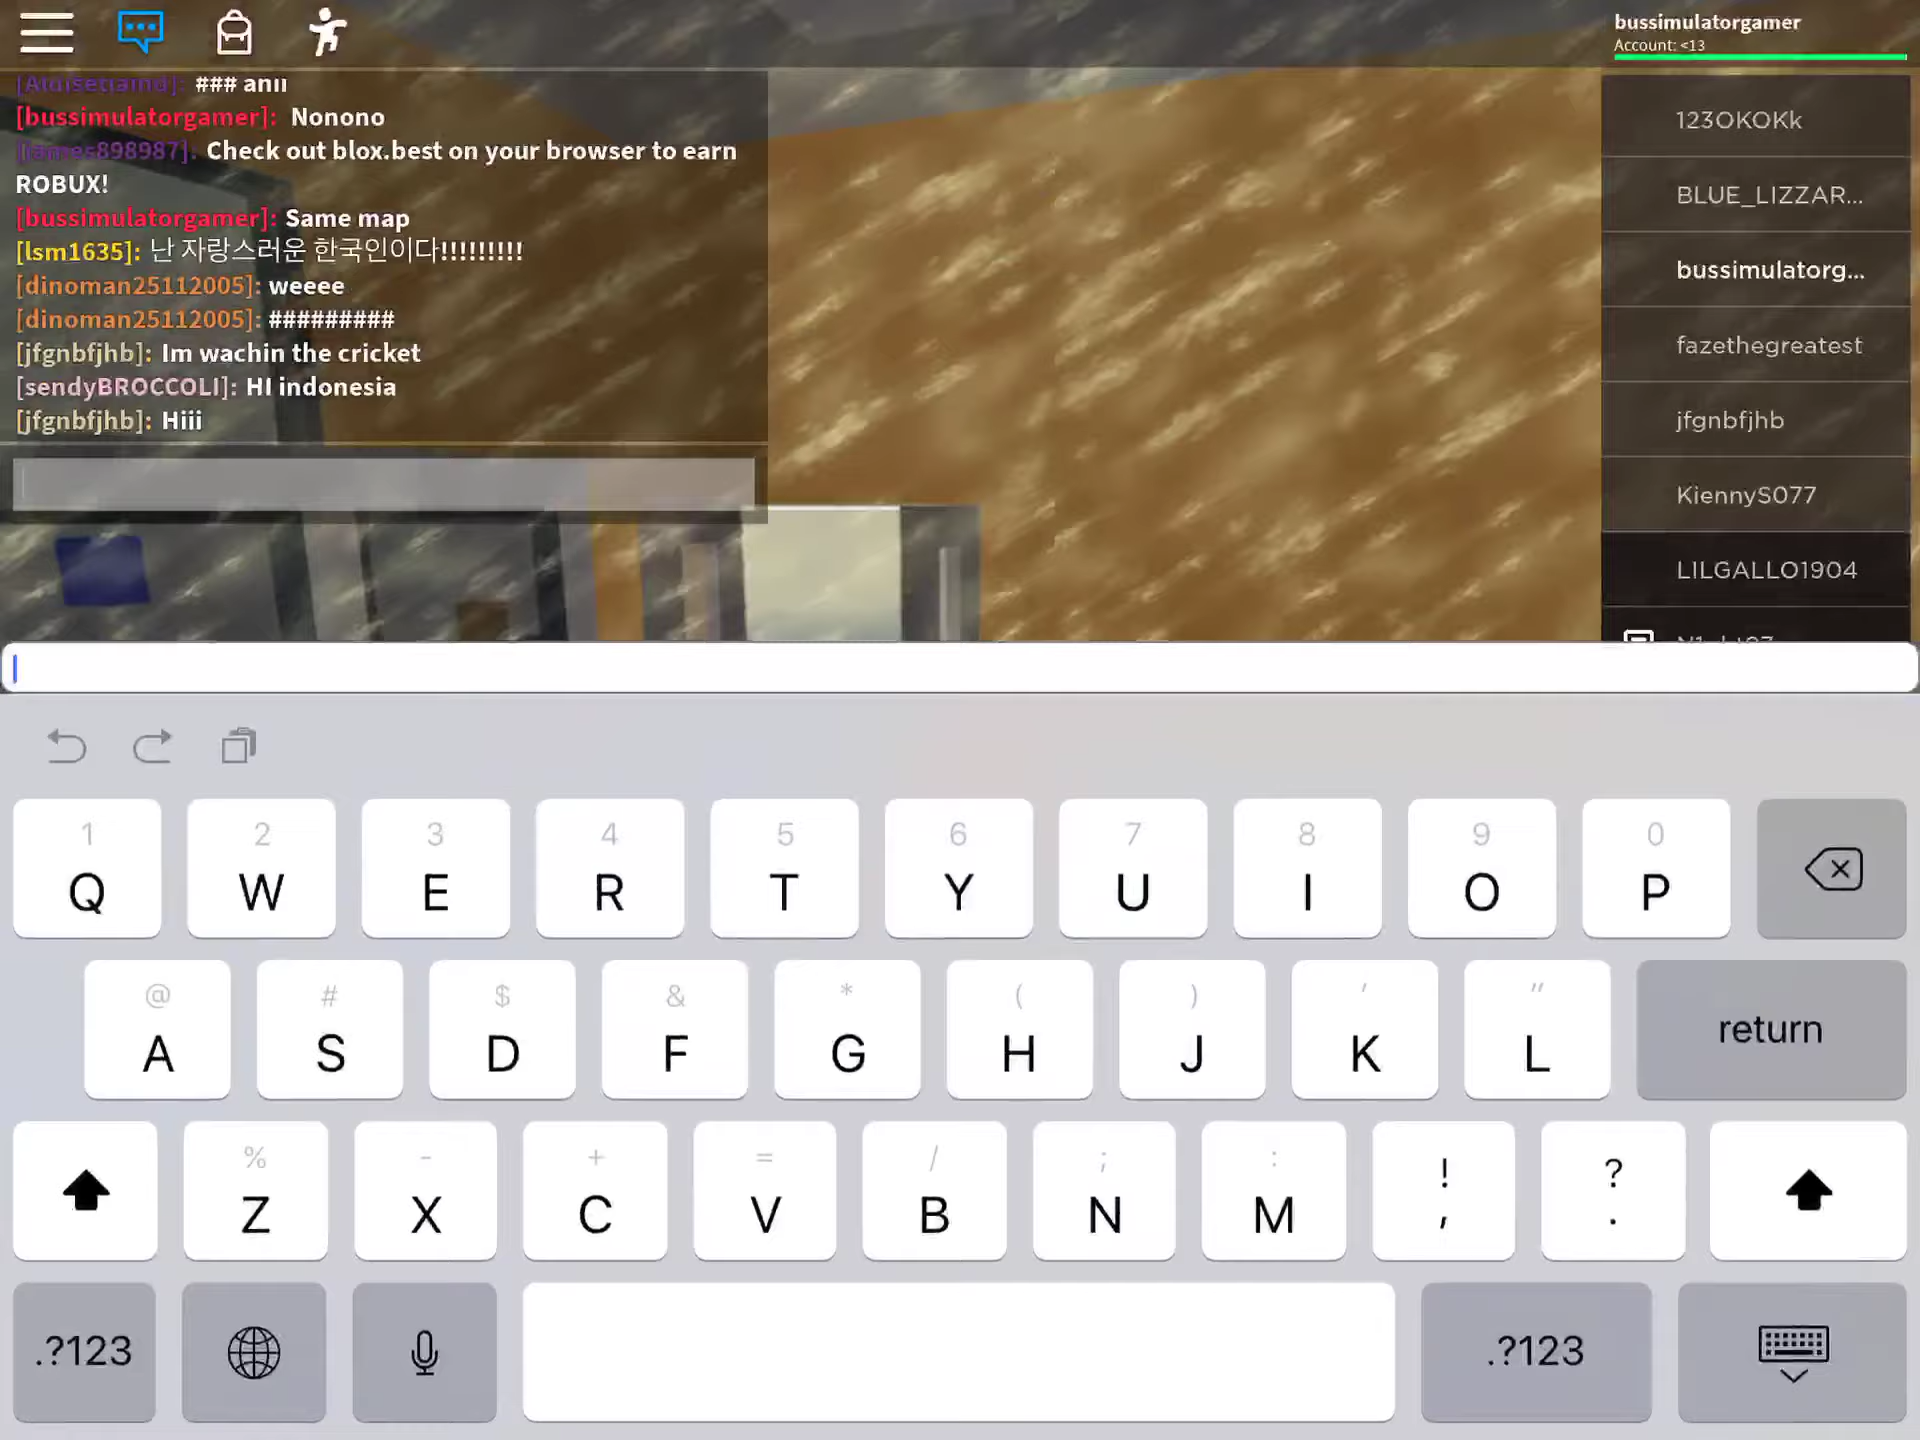 bussimulatorgamer
Account: <13
### anii
[bussimulatorgamer]: Nonono
[james898987]: Check out blox.best on your browser to earn
ROBUX!
[bussimulatorgamer]: Same map
[lsm1635]: 난 자랑스러운 한국인이다!!!!!!!!!
[dinoman25112005]: weeee
[dinoman25112005]: #########
[jfgnbfjhb]: Im wachin the cricket
[sendyBROCCOLI]: HI indonesia
[jfgnbfjhb]: Hiii
123OKOKk
BLUE_LIZZAR...
bussimulatorg...
fazethegreatest
jfgnbfjhb
KiennyS077
LILGALLO1904
1 2 3 4 5 6 7 8 9 0
Q W E R T Y U I O P
@ # $ & * ( ) ' "
A S D F G H J K L return
% - + = / ; : ! ?
Z X C V B N M , .
.?123 .?123